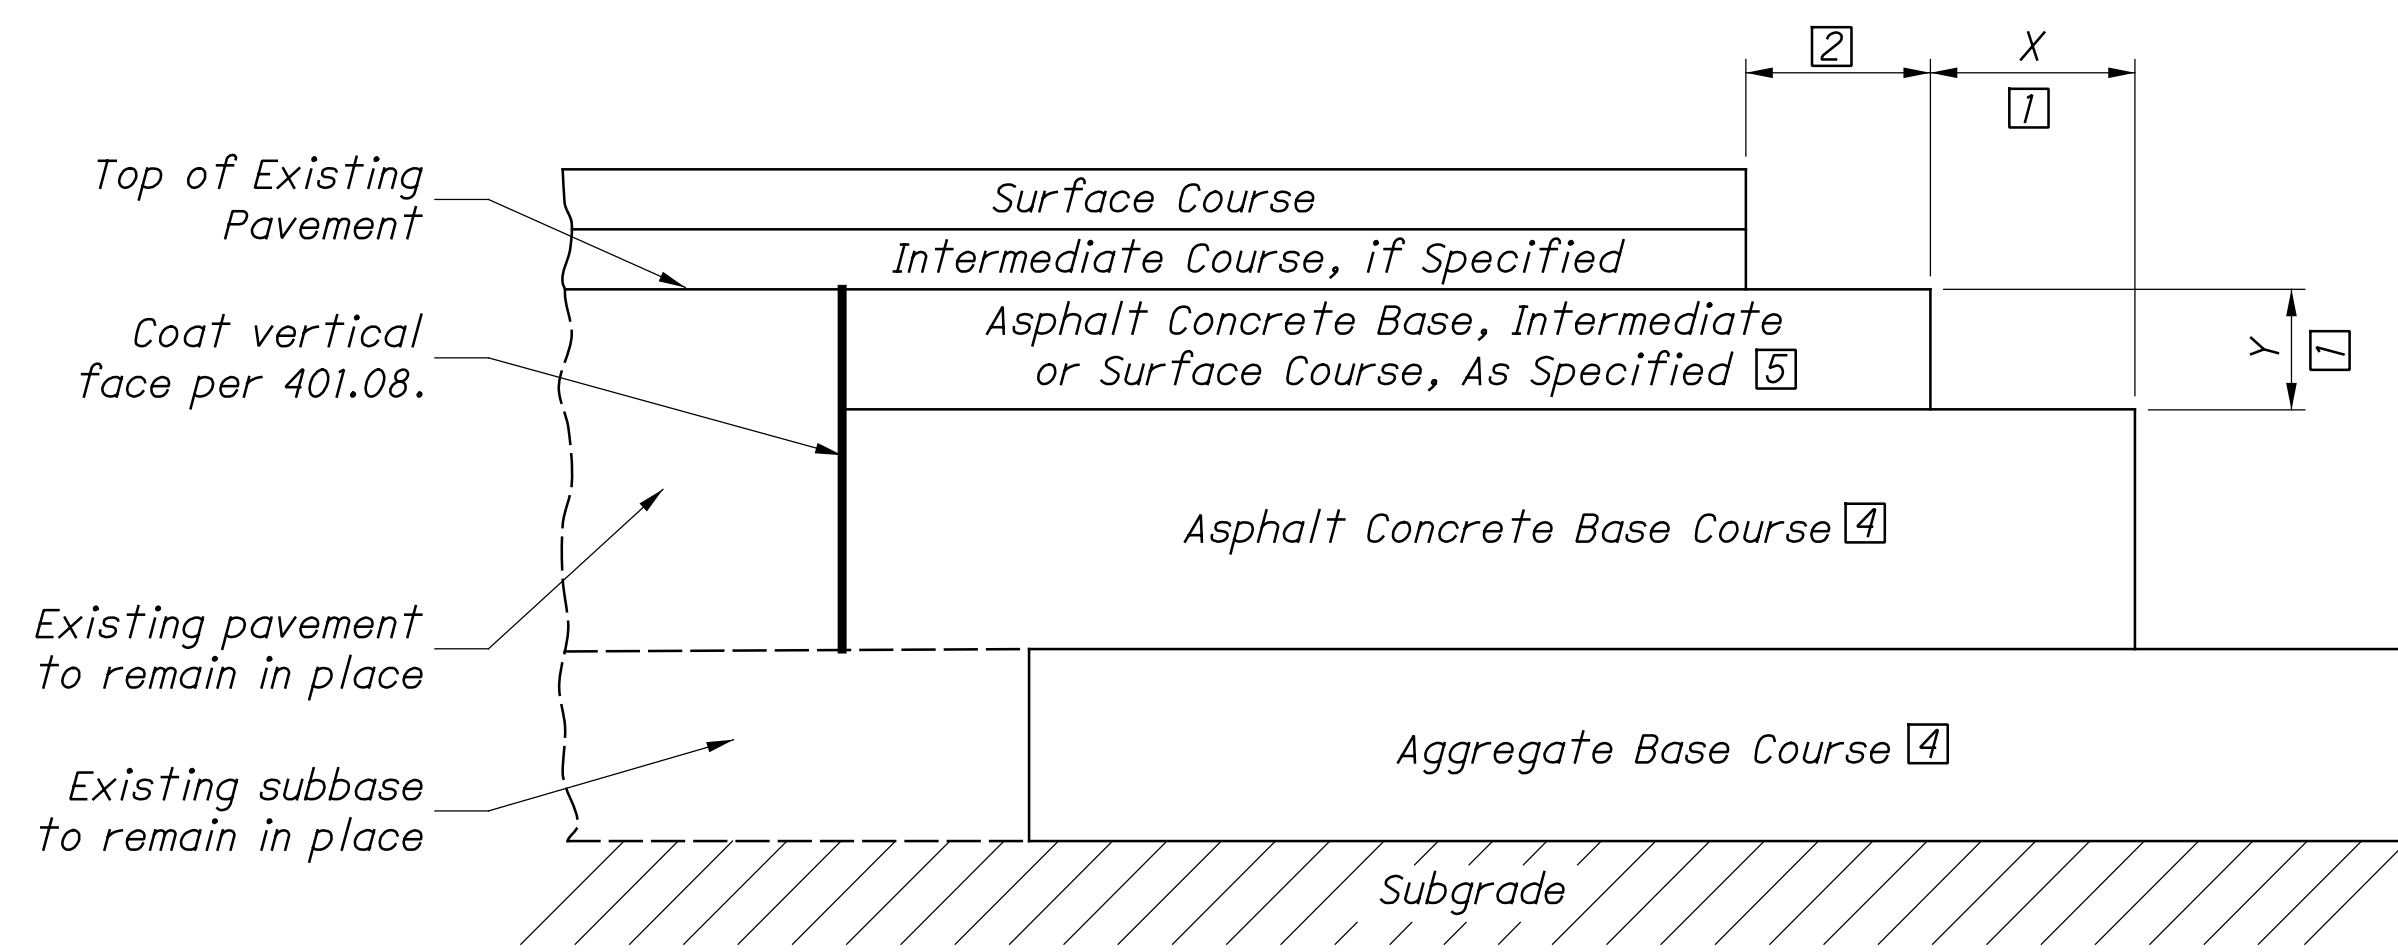 2
X
1
Top of Existing
Pavement
Surface Course
Intermediate Course, if Specified
Coat vertical
face per 401.08.
Asphalt Concrete Base, Intermediate
or Surface Course, As Specified 5
Y
1
Asphalt Concrete Base Course 4
Existing pavement
to remain in place
Aggregate Base Course 4
Existing subbase
to remain in place
Subgrade